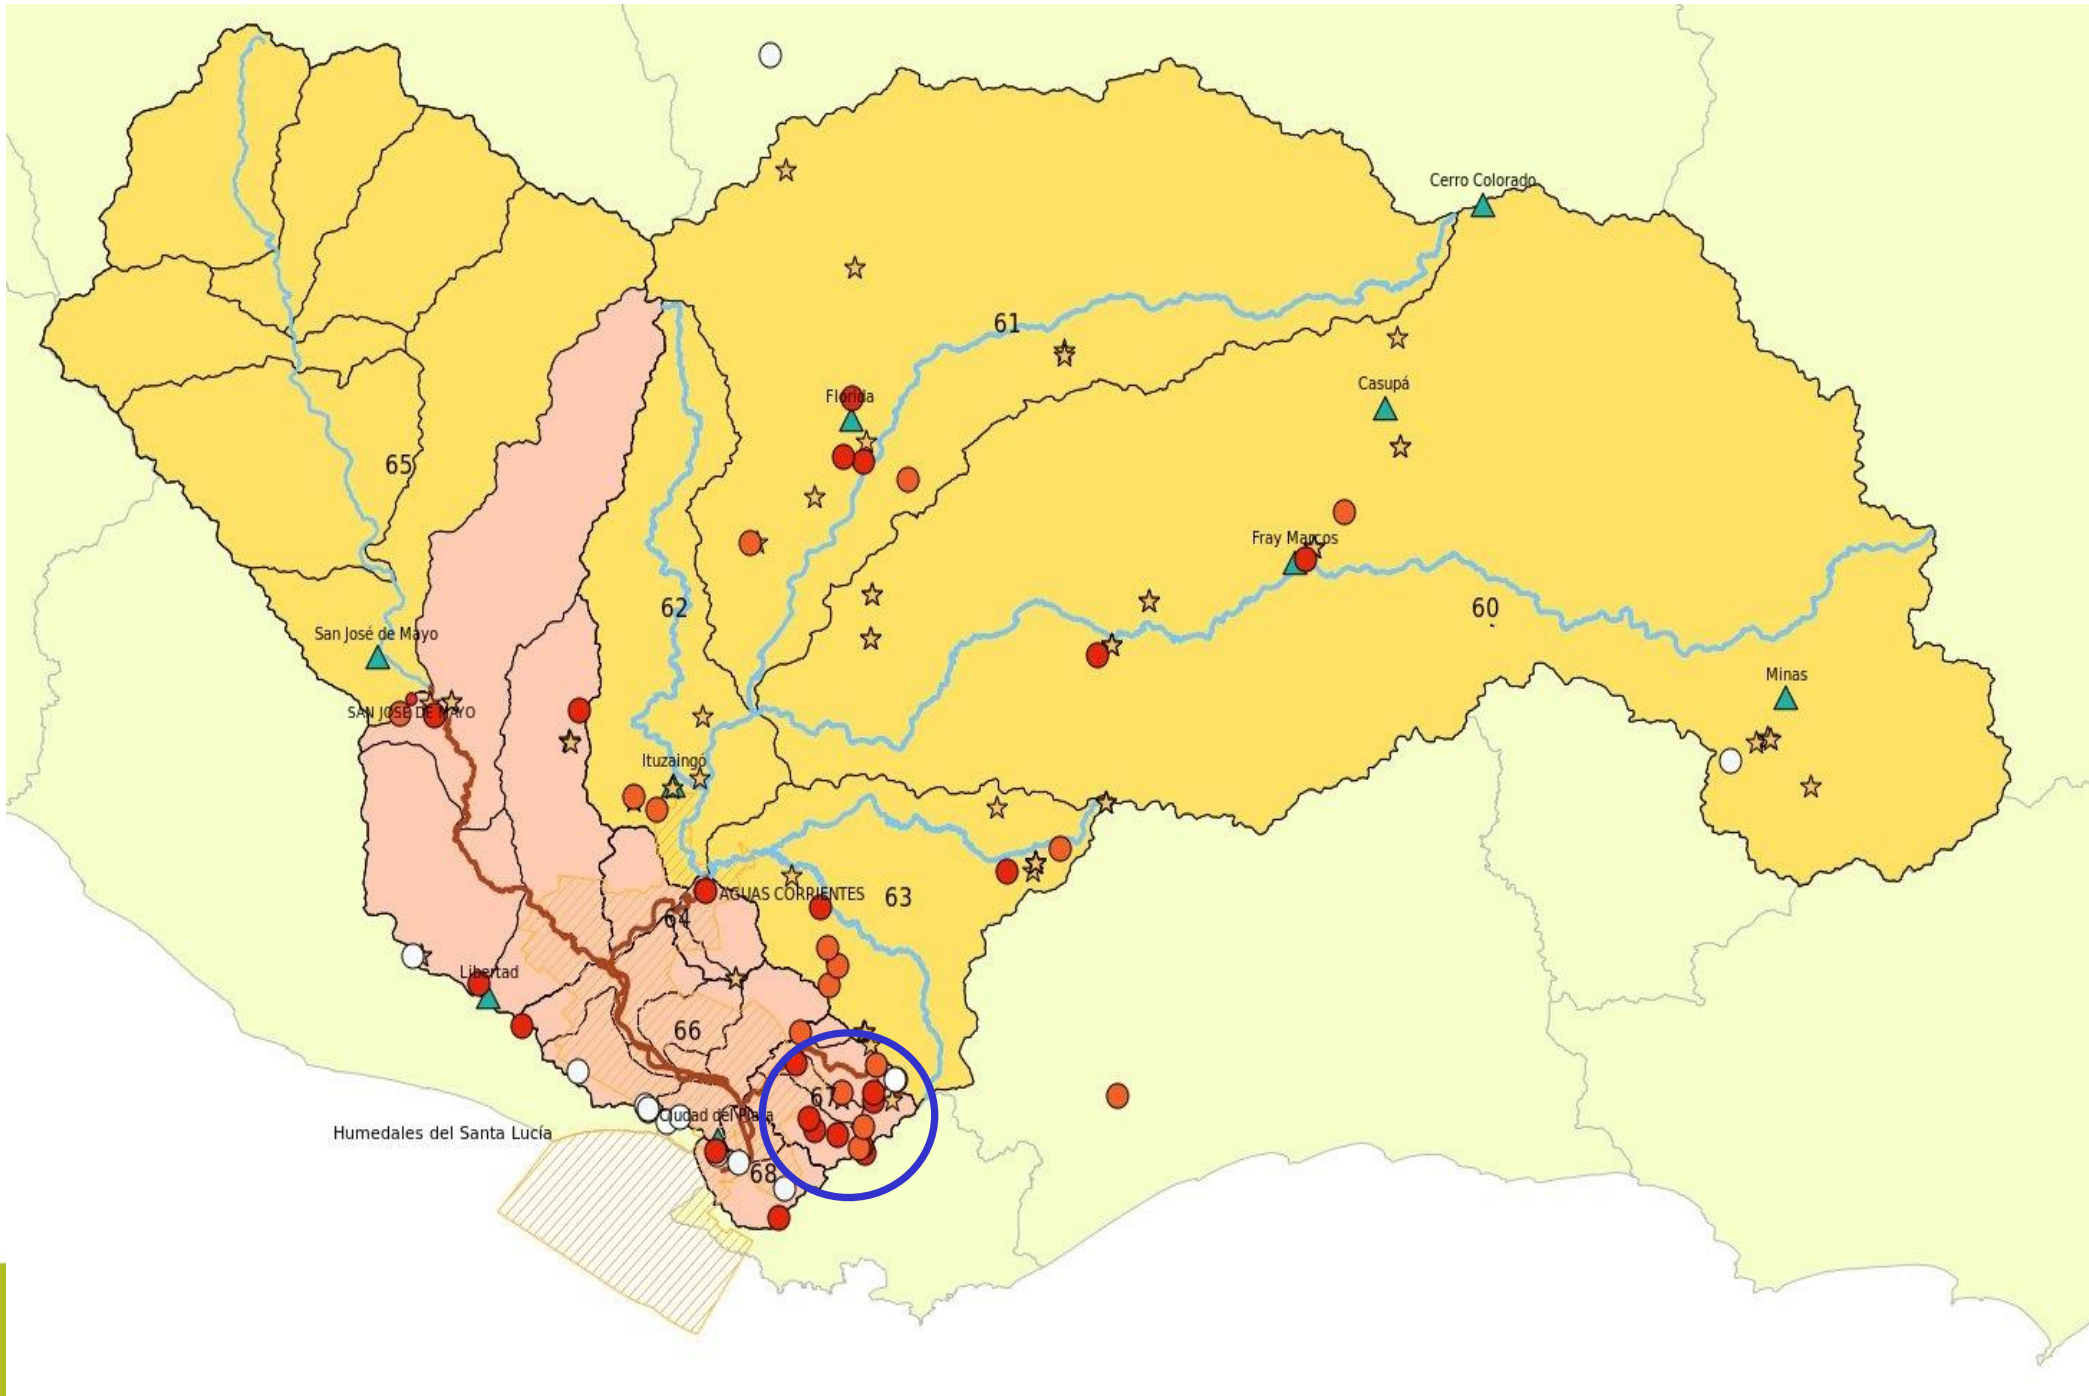 Cerro Colorado
61
Casupá
Florida
65
Fray Marcos
60
62
San José de Mayo
Minas
SAN JOSE DE MAYO
Ituzaingó
AGUAS CORRIENTES
63
64
Libertad
66
67
Ciudad del Plata
Humedales del Santa Lucía
68